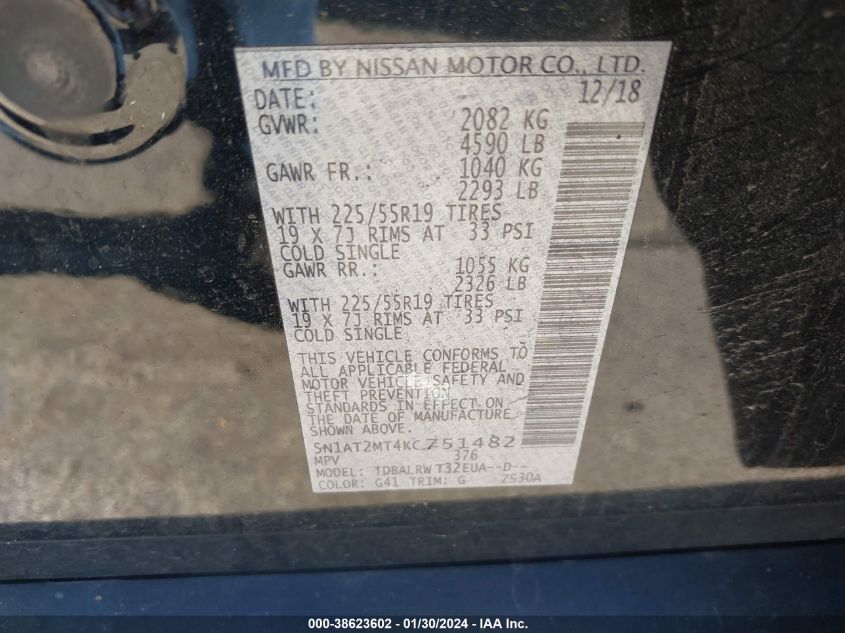 MFD BY NISSAN MOTOR CO., LTD.
DATE: 12/18
GVWR: 2082 KG
4590 LB
GAWR FR.: 1040 KG
2293 LB
WITH 225/55R19 TIRES
19 X 7J RIMS AT 33 PSI
COLD SINGLE
GAWR RR.: 1055 KG
2326 LB
WITH 225/55R19 TIRES
19 X 7J RIMS AT 33 PSI
COLD SINGLE
THIS VEHICLE CONFORMS TO
ALL APPLICABLE FEDERAL
MOTOR VEHICLE SAFETY AND
THEFT PREVENTION
STANDARDS IN EFFECT ON
THE DATE OF MANUFACTURE
SHOWN ABOVE.
5N1AT2MT4KC751482
MPV 376
MODEL: TDBALRW T32EUA--D--
COLOR: G41 TRIM: G Z530A
000-38623602 - 01/30/2024 - IAA Inc.